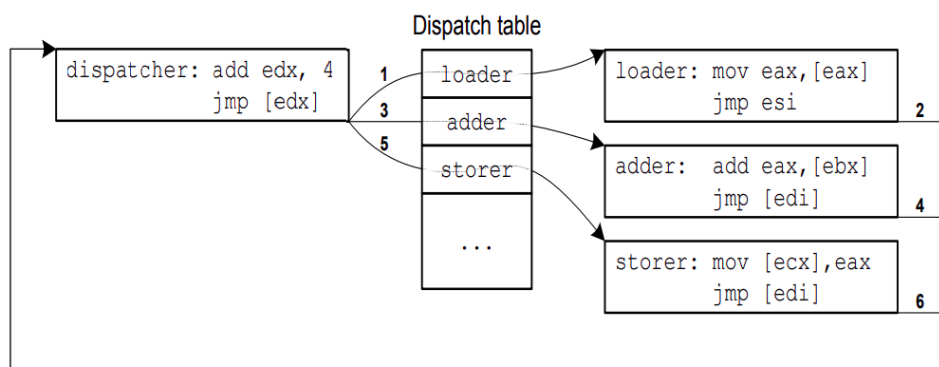 Dispatch table
dispatcher: add edx, 4
jmp [edx]
1
3
5
loader
adder
storer
...
loader: mov eax,[eax]
jmp esi
2
adder: add eax,[ebx]
jmp [edi]
4
storer: mov [ecx],eax
jmp [edi]
6